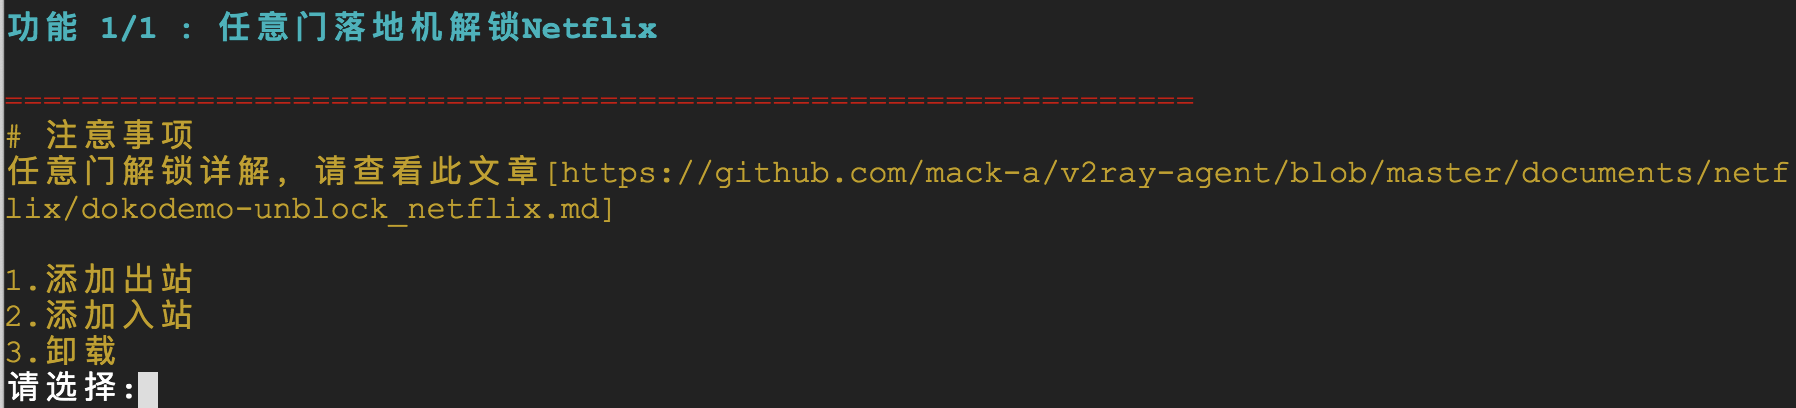 功能 1/1 : 任意门落地机解锁Netflix
==============================================================
# 注意事项
任意门解锁详解，请查看此文章[https://github.com/mack-a/v2ray-agent/blob/master/documents/netf
lix/dokodemo-unblock_netflix.md]
1.添加出站
2.添加入站
3.卸载
请选择: